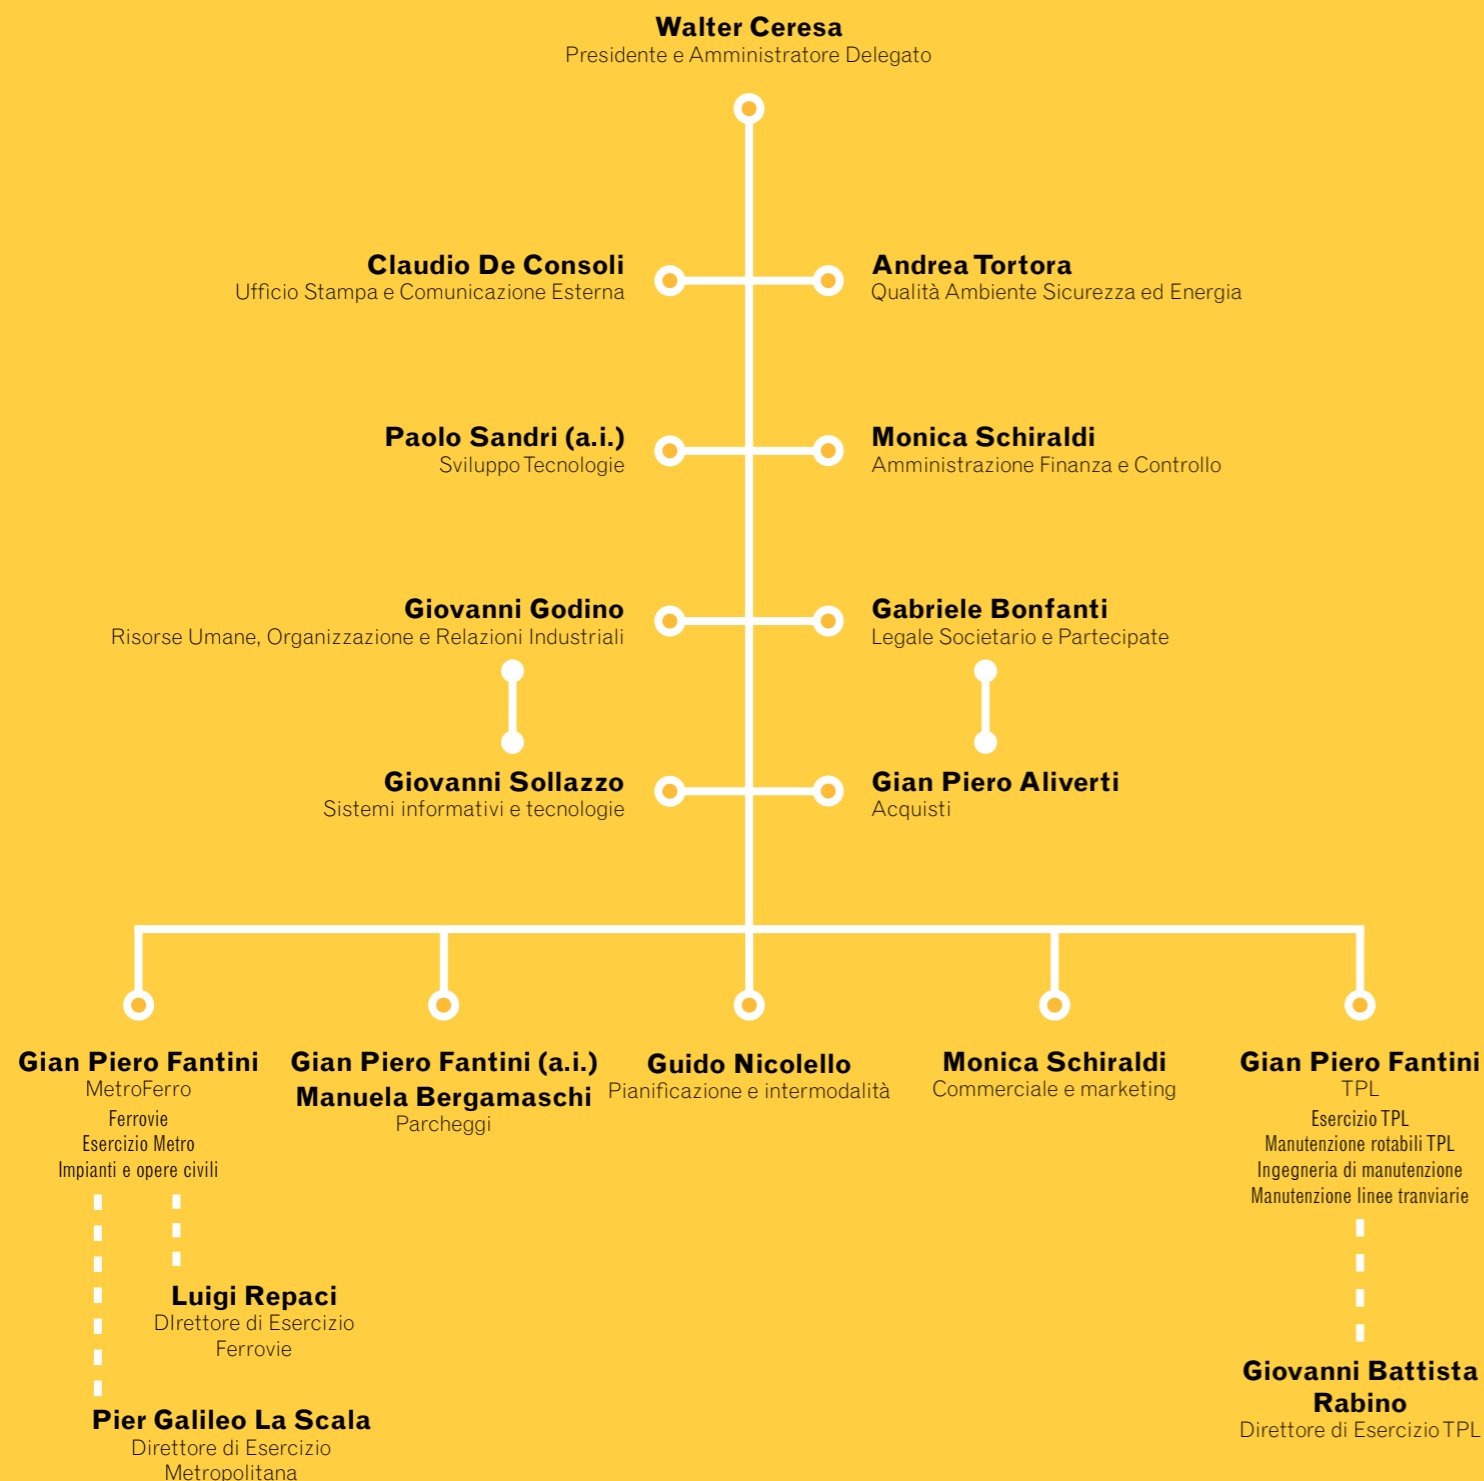 Walter Ceresa
Presidente e Amministratore Delegato
Claudio De Consoli
Ufficio Stampa e Comunicazione Esterna
Andrea Tortora
Qualità Ambiente Sicurezza ed Energia
Paolo Sandri (a.i.)
Sviluppo Tecnologie
Monica Schiraldi
Amministrazione Finanza e Controllo
Giovanni Godino
Risorse Umane, Organizzazione e Relazioni Industriali
Gabriele Bonfanti
Legale Societario e Partecipate
Giovanni Sollazzo
Sistemi informativi e tecnologie
Gian Piero Aliverti
Acquisti
Gian Piero Fantini
MetroFerro
Ferrovie
Esercizio Metro
Impianti e opere civili
Gian Piero Fantini (a.i.)
Manuela Bergamaschi
Parcheggi
Guido Nicolello
Pianificazione e intermodalità
Monica Schiraldi
Commerciale e marketing
Gian Piero Fantini
TPL
Esercizio TPL
Manutenzione rotabili TPL
Ingegneria di manutenzione
Manutenzione linee tranviarie
Luigi Repaci
DIrettore di Esercizio
Ferrovie
Pier Galileo La Scala
Direttore di Esercizio
Metropolitana
Giovanni Battista
Rabino
Direttore di Esercizio TPL